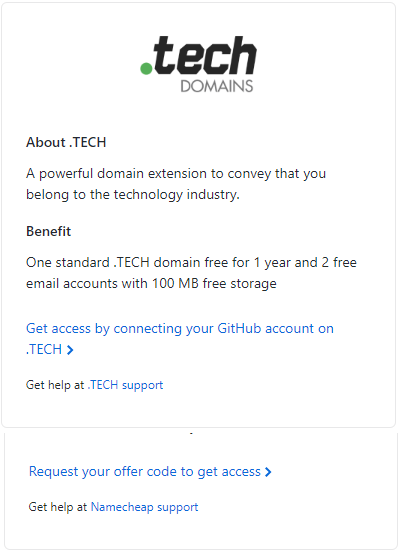 .tech
DOMAINS
About .TECH
A powerful domain extension to convey that you
belong to the technology industry.
Benefit
One standard .TECH domain free for 1 year and 2 free
email accounts with 100 MB free storage
Get access by connecting your GitHub account on
.TECH
Get help at .TECH support
Request your offer code to get access
Get help at Namecheap support